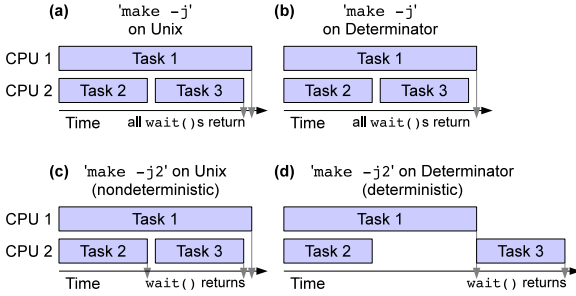 (a) 'make -j' on Unix
(b) 'make -j' on Determinator
CPU 1 Task 1 Task 1
CPU 2 Task 2 Task 3 Task 2 Task 3
Time all wait()s return Time all wait()s return
(c) 'make -j2' on Unix (nondeterministic)
(d) 'make -j2' on Determinator (deterministic)
CPU 1 Task 1 Task 1
CPU 2 Task 2 Task 3 Task 2 Task 3
Time wait() returns Time wait() returns